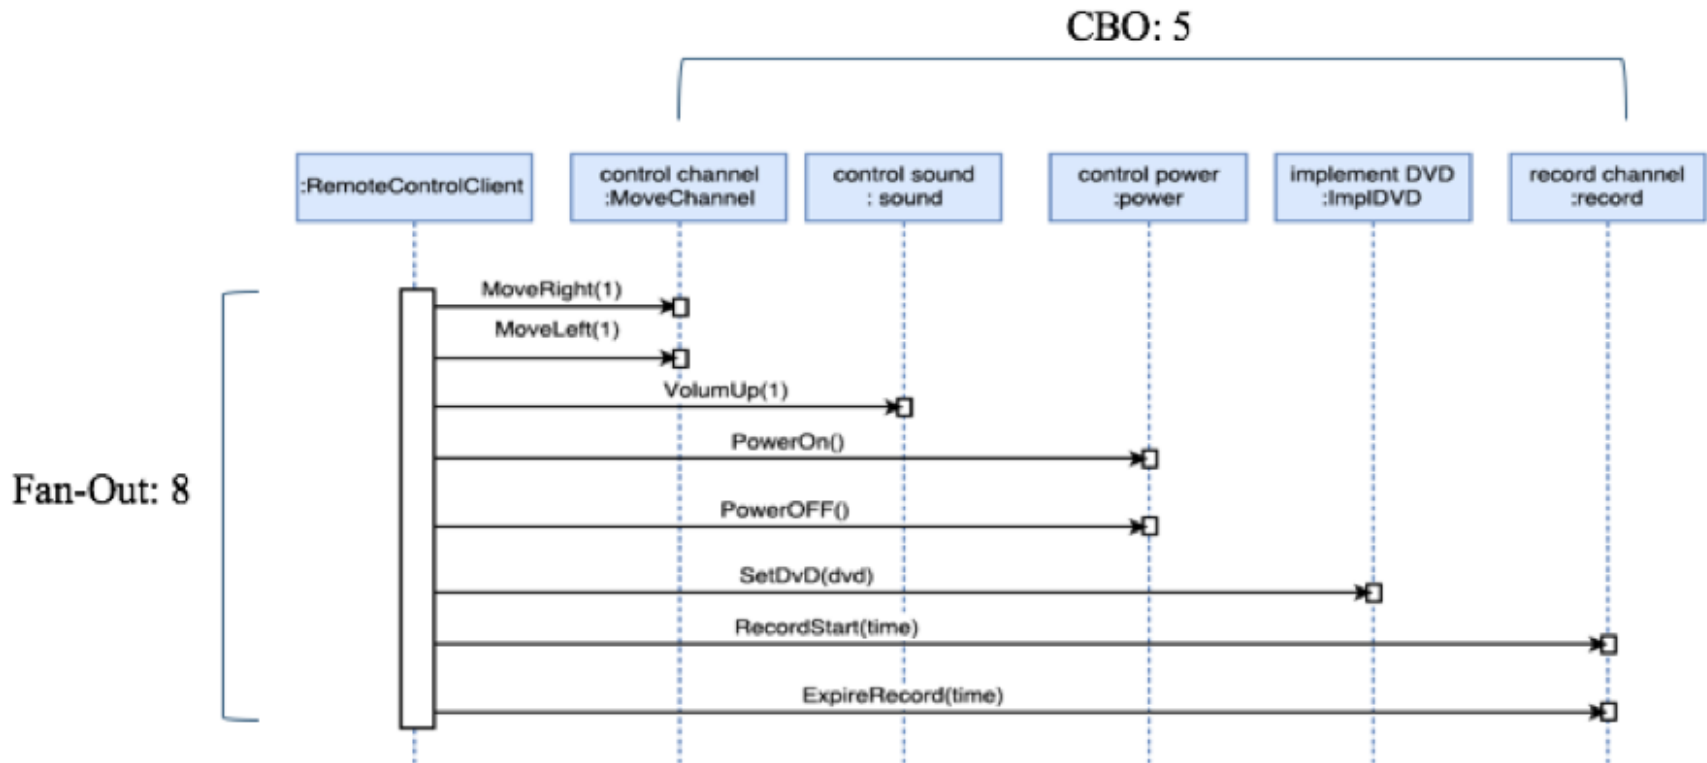 CBO: 5
:RemoteControlClient
control channel
:MoveChannel
control sound
: sound
control power
:power
implement DVD
:ImplDVD
record channel
:record
MoveRight(1)
MoveLeft(1)
VolumUp(1)
PowerOn()
Fan-Out: 8
PowerOFF()
SetDvD(dvd)
RecordStart(time)
ExpireRecord(time)